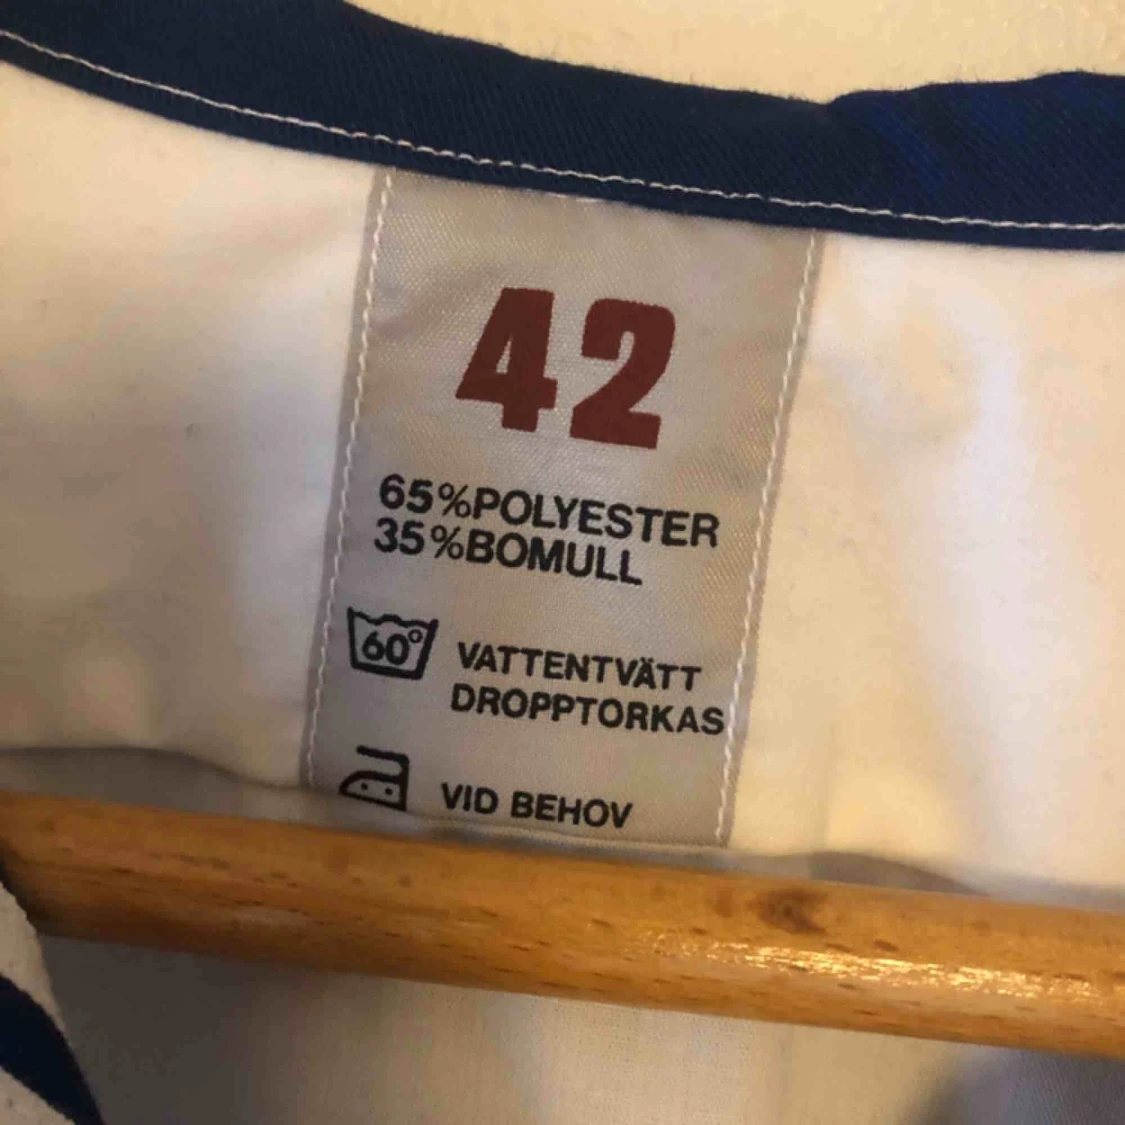 42
65%POLYESTER
35%BOMULL
60°
VATTENTVÄTT
DROPPTORKAS
VID BEHOV